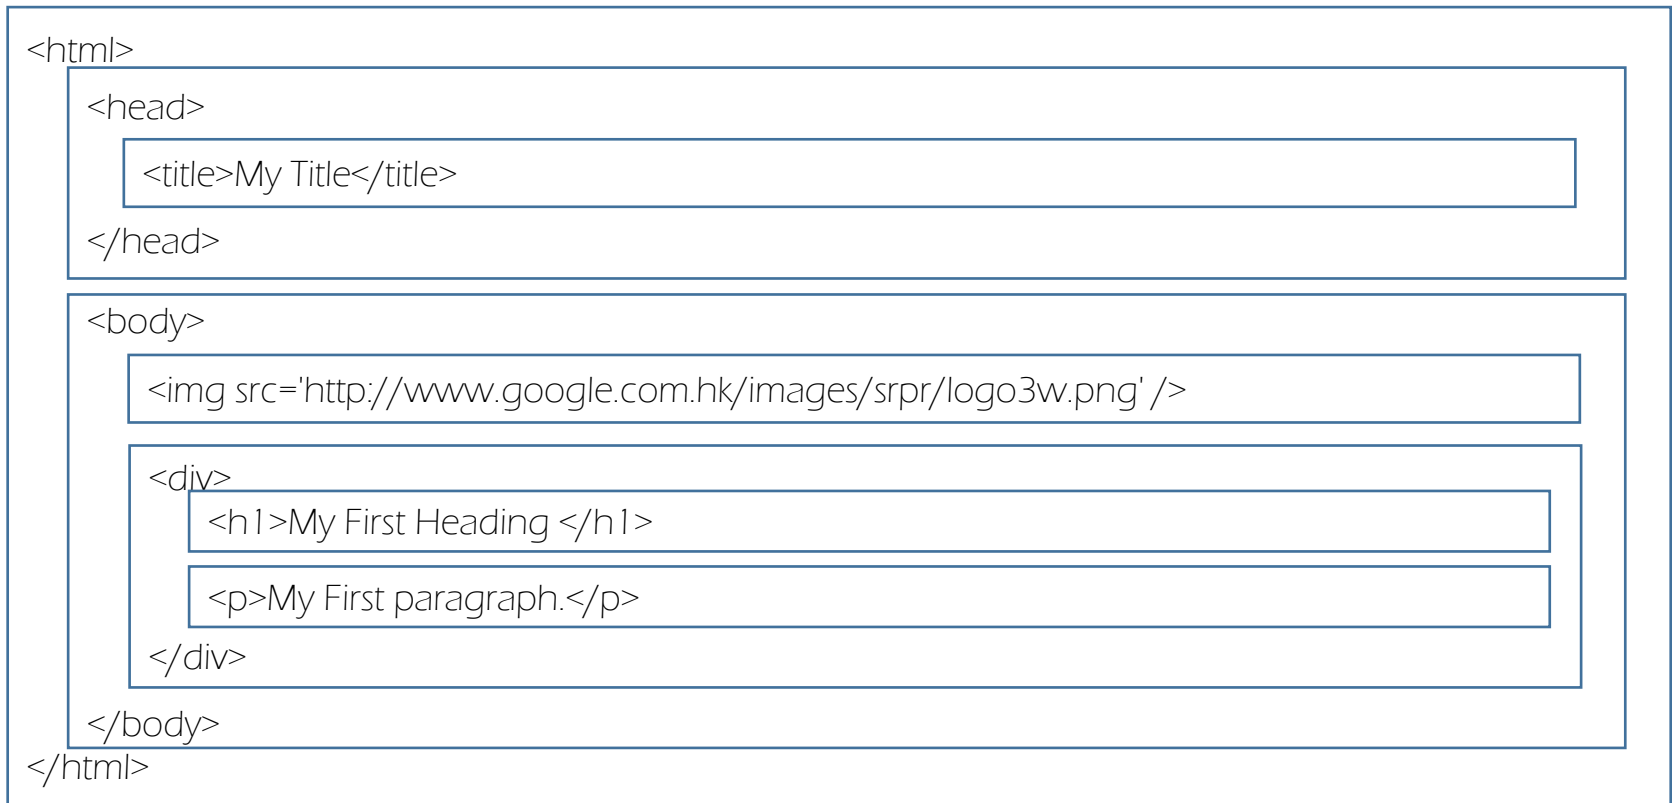 <html>
<head>
<title>My Title</title>
</head>
<body>
<img src='http://www.google.com.hk/images/srpr/logo3w.png' />
<div>
<h1>My First Heading </h1>
<p>My First paragraph.</p>
</div>
</body>
</html>